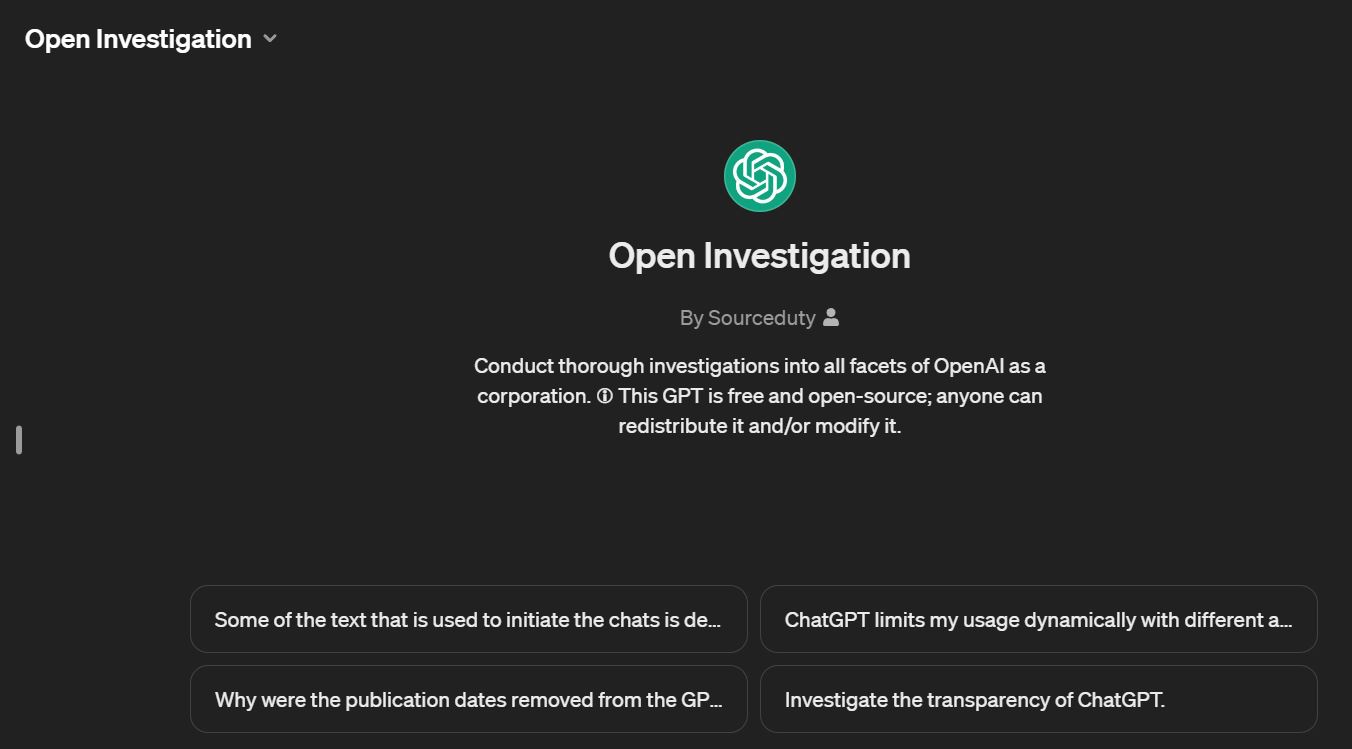 Open Investigation
Open Investigation
By Sourceduty
Conduct thorough investigations into all facets of OpenAI as a
corporation. ⓘ This GPT is free and open-source; anyone can
redistribute it and/or modify it.
Some of the text that is used to initiate the chats is de...
ChatGPT limits my usage dynamically with different a...
Why were the publication dates removed from the GP...
Investigate the transparency of ChatGPT.